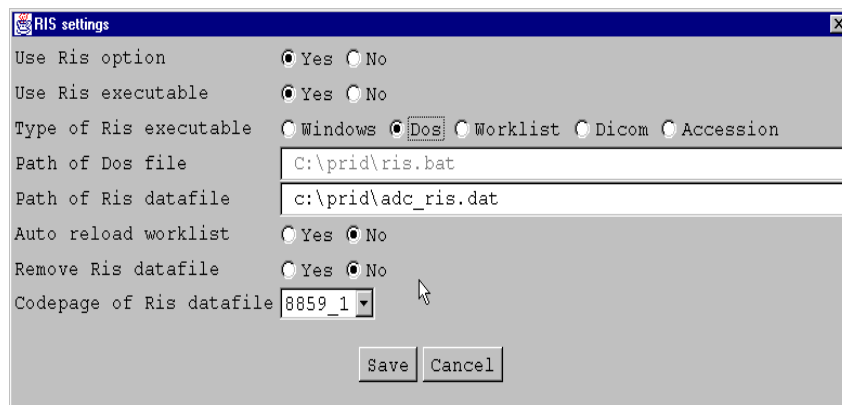 RIS settings
Use Ris option Yes No
Use Ris executable Yes No
Type of Ris executable Windows Dos Worklist Dicom Accession
Path of Dos file C:\prid\ris.bat
Path of Ris datafile c:\prid\adc_ris.dat
Auto reload worklist Yes No
Remove Ris datafile Yes No
Codepage of Ris datafile 8859_1
Save Cancel